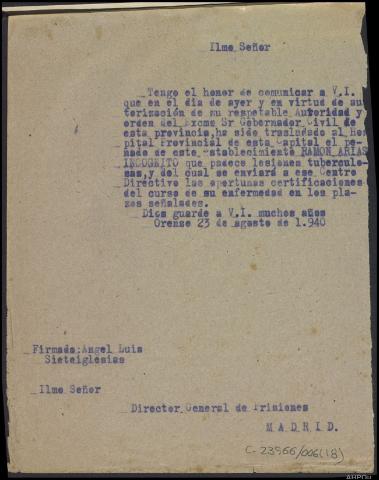 Ilmo Señor
Tengo el honor de comunicar a V.I.
que en el día de ayer y en virtud de au
torización de su respetable Autoridad y
orden del Excmo Sr Gobernador Civil de
esta provincia, ha sido trasladado al Hos
pital Provincial de esta Capital el pe-
nado de este Establecimiento RAMON ARIAS
INCOGNITO que padece lesiones tuberculo-
sas, y del cual se enviará a ese Centro
Directivo las oportunas certificaciones
del curso de su enfermedad en los pla-
zos señalados.
Dios guarde a V.I. muchos años
Orense 23 de agosto de 1.940
Firmado: Angel Luis
Sieteiglesias
Ilmo Señor
Director General de Prisiones
M A D R I D.
C-23966/006(18)
AHPOU